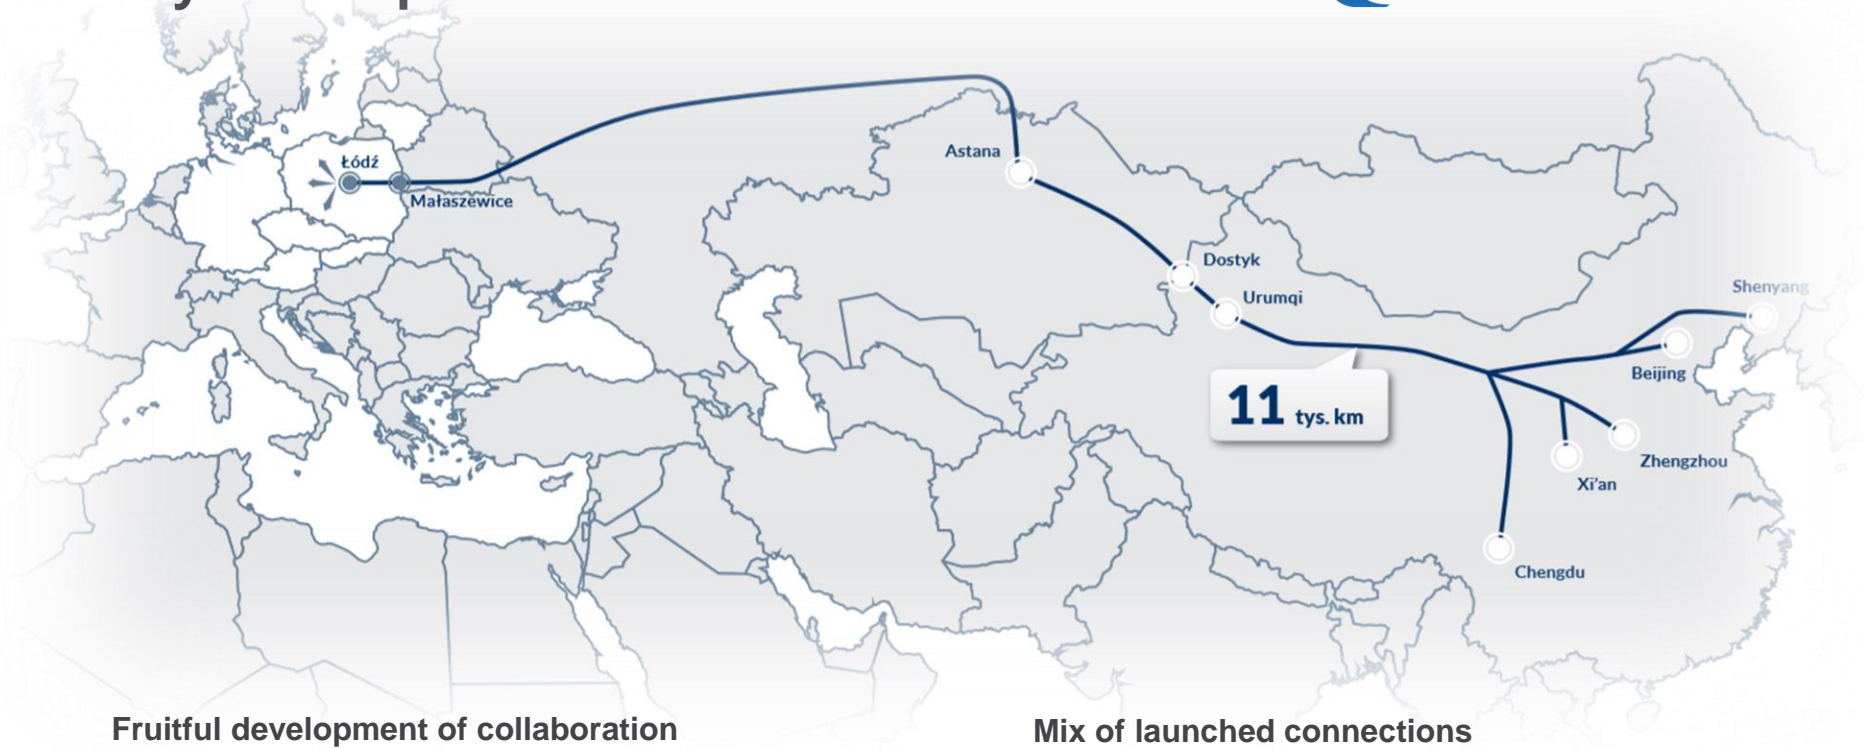 Łódź
Małaszewice
Astana
Dostyk
Urumqi
Shenyang
Beijing
11 tys. km
Zhengzhou
Xi'an
Chengdu
Fruitful development of collaboration
Mix of launched connections